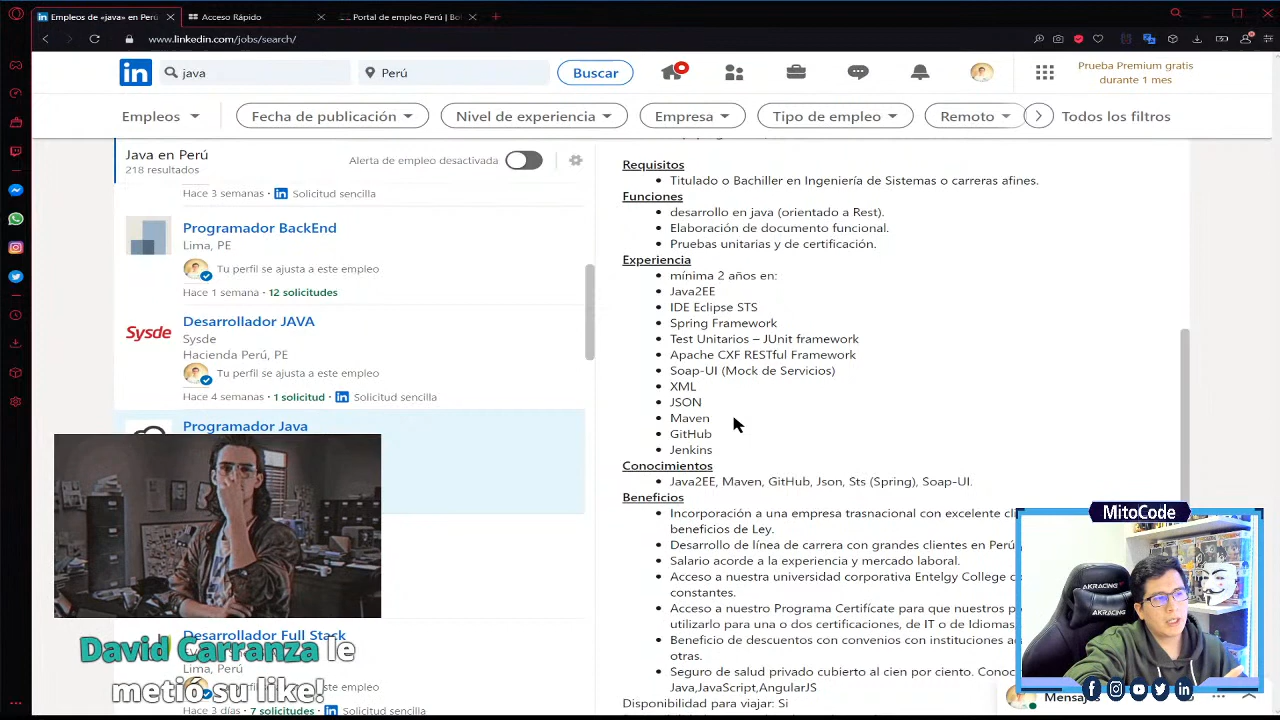 Empleos de «java» en Perú
Acceso Rápido
Portal de empleo Perú | Bol
www.linkedin.com/jobs/search/
in
java
Perú
Buscar
Prueba Premium gratis
durante 1 mes
Empleos
Fecha de publicación
Nivel de experiencia
Empresa
Tipo de empleo
Remoto
Todos los filtros
Java en Perú
218 resultados
Alerta de empleo desactivada
Hace 3 semanas • in Solicitud sencilla
Programador BackEnd
Lima, PE
Tu perfil se ajusta a este empleo
Hace 1 semana • 12 solicitudes
Sysde
Desarrollador JAVA
Sysde
Hacienda Perú, PE
Tu perfil se ajusta a este empleo
Hace 4 semanas • 1 solicitud • in Solicitud sencilla
Programador Java
Desarrollador Full Stack
Lima, Perú
Hace 3 días • 7 solicitudes • in Solicitud sencilla
David Carranza le
metió su like!
Requisitos
• Titulado o Bachiller en Ingeniería de Sistemas o carreras afines.
Funciones
• desarrollo en java (orientado a Rest).
• Elaboración de documento funcional.
• Pruebas unitarias y de certificación.
Experiencia
• mínima 2 años en:
• Java2EE
• IDE Eclipse STS
• Spring Framework
• Test Unitarios – JUnit framework
• Apache CXF RESTful Framework
• Soap-UI (Mock de Servicios)
• XML
• JSON
• Maven
• GitHub
• Jenkins
Conocimientos
• Java2EE, Maven, GitHub, Json, Sts (Spring), Soap-UI.
Beneficios
• Incorporación a una empresa trasnacional con excelente cl
beneficios de Ley.
• Desarrollo de línea de carrera con grandes clientes en Perú
• Salario acorde a la experiencia y mercado laboral.
• Acceso a nuestra universidad corporativa Entelgy College
constantes.
• Acceso a nuestro Programa Certifícate para que nuestros
utilizarlo para una o dos certificaciones, de IT o de Idiomas
• Beneficio de descuentos con convenios con instituciones
otras.
• Seguro de salud privado cubierto al cien por ciento. Conoc
Java,JavaScript,AngularJS
Disponibilidad para viajar: Si
MitoCode
AKRACING
AKRACING
Mensajes